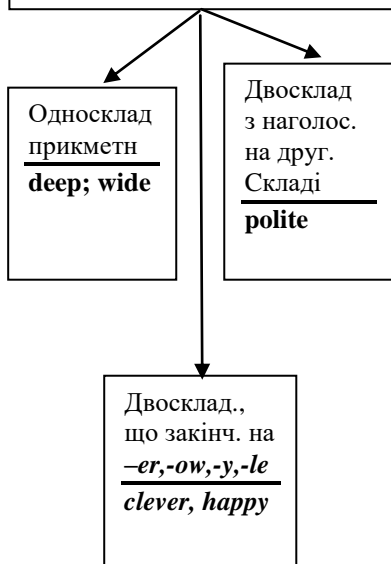 Односклад
прикметн
deep; wide
Двосклад
з наголос.
на друг.
Складі
polite
Двосклад.,
що закінч. на
–er,-ow,-y,-le
clever, happy